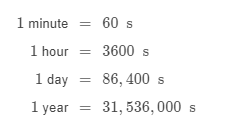 1 minute = 60 s
1 hour = 3600 s
1 day = 86,400 s
1 year = 31,536,000 s